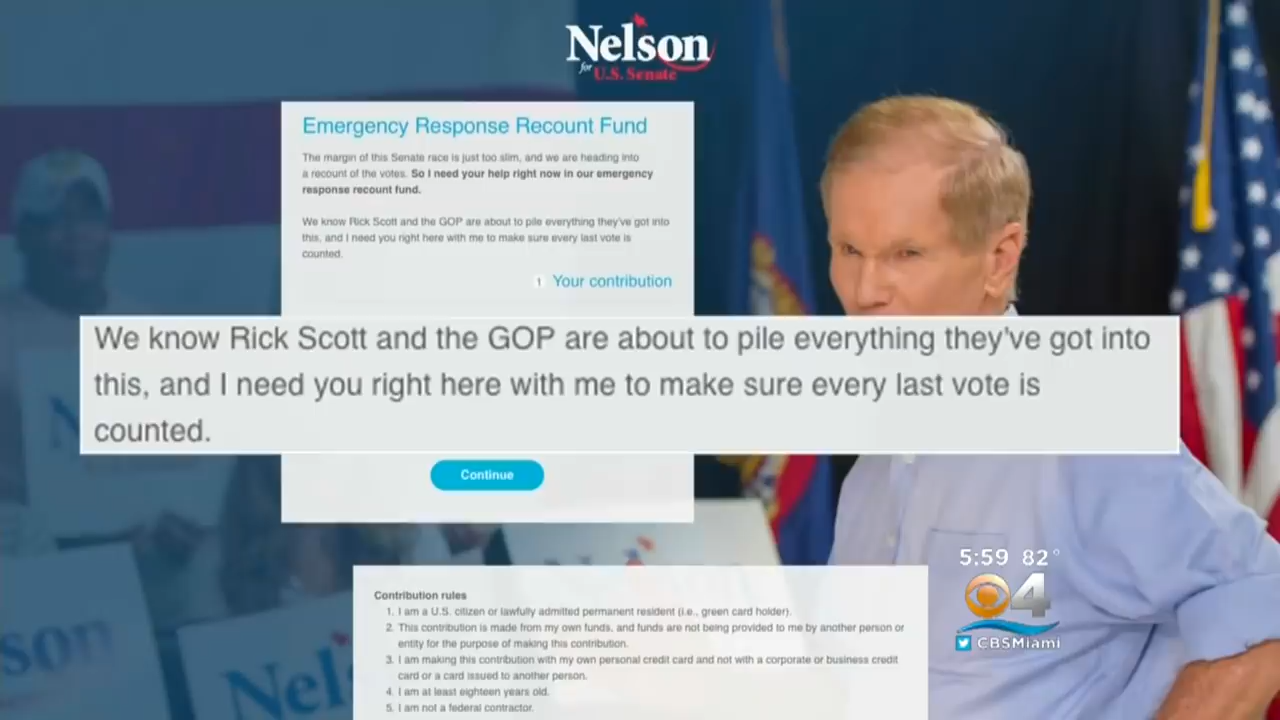 Nelson
for U.S. Senate
Emergency Response Recount Fund
The margin of this Senate race is just too slim, and we are heading into
a recount of the votes. So I need your help right now in our emergency
response recount fund.
We know Rick Scott and the GOP are about to pile everything they've got into
this, and I need you right here with me to make sure every last vote is
counted.
1 Your contribution
We know Rick Scott and the GOP are about to pile everything they've got into
this, and I need you right here with me to make sure every last vote is
counted.
Continue
5:59 82°
4
CBSMiami
Contribution rules
1. I am a U.S. citizen or lawfully admitted permanent resident (i.e., green card holder).
2. This contribution is made from my own funds, and funds are not being provided to me by another person or
entity for the purpose of making this contribution.
3. I am making this contribution with my own personal credit card and not with a corporate or business credit
card or a card issued to another person.
4. I am at least eighteen years old.
5. I am not a federal contractor.
son
Nel